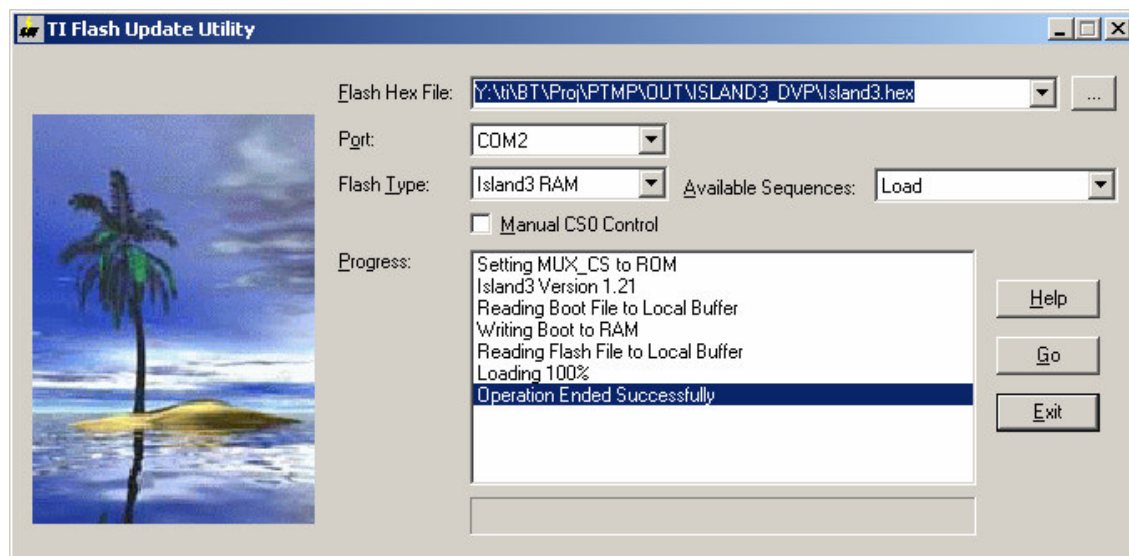 TI Flash Update Utility
Flash Hex File: Y:\ti\BT\Proj\PTMP\OUT\ISLAND3_DVP\Island3.hex ...
Port: COM2
Flash Type: Island3 RAM Available Sequences: Load
Manual CS0 Control
Progress:
Setting MUX_CS to ROM
Island3 Version 1.21
Reading Boot File to Local Buffer
Writing Boot to RAM
Reading Flash File to Local Buffer
Loading 100%
Operation Ended Successfully
Help
Go
Exit